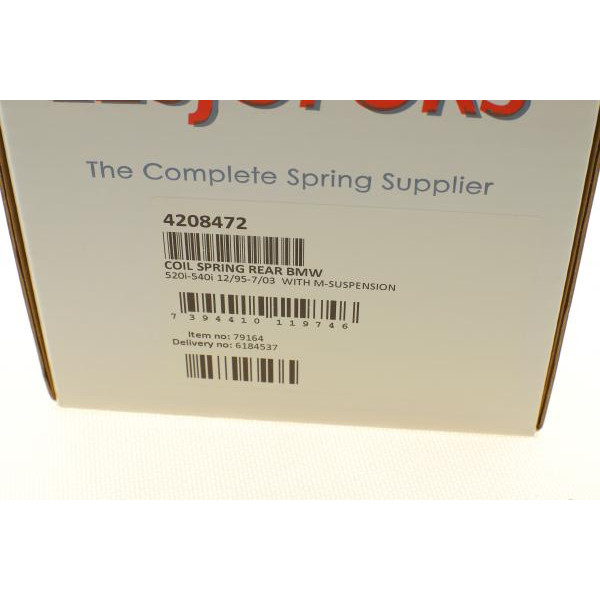 The Complete Spring Supplier
4208472
COIL SPRING REAR BMW
520i-540i 12/95-7/03 WITH M-SUSPENSION
7 394410 119746
Item no: 79164
Delivery no: 6184537